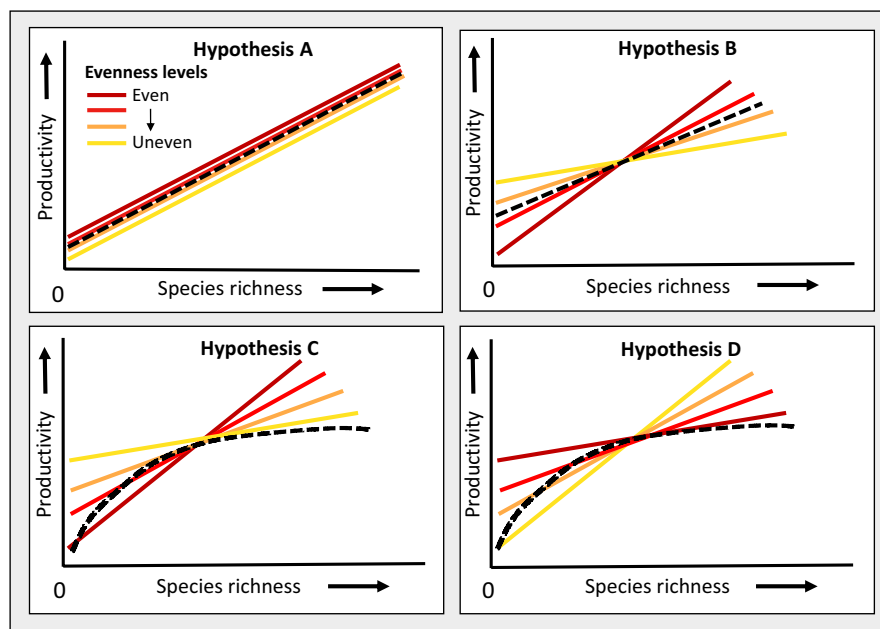 Hypothesis A
Evenness levels
Even
Uneven
Productivity
0
Species richness
Hypothesis B
Productivity
0
Species richness
Hypothesis C
Productivity
0
Species richness
Hypothesis D
Productivity
0
Species richness